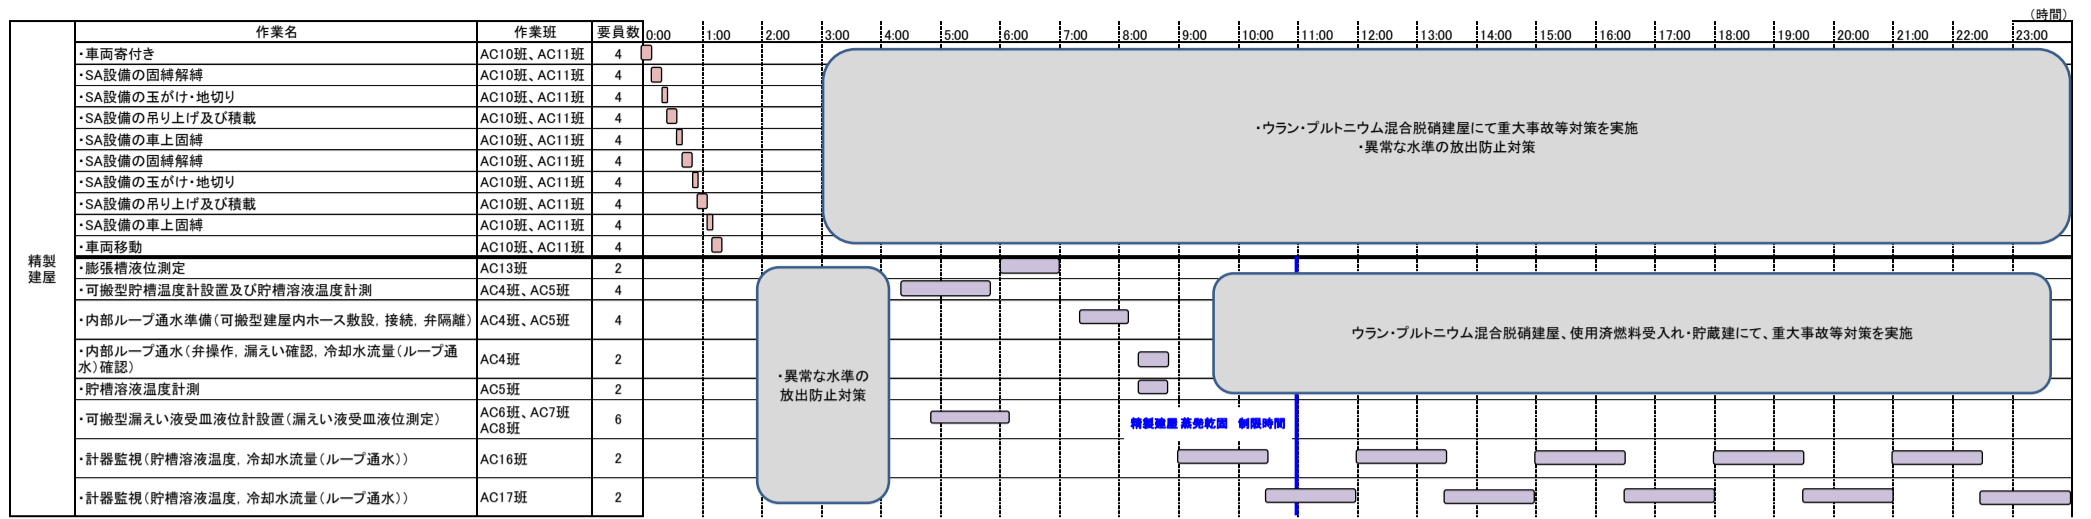 (時間)
作業名 作業班 要員数 0:00 1:00 2:00 3:00 4:00 5:00 6:00 7:00 8:00 9:00 10:00 11:00 12:00 13:00 14:00 15:00 16:00 17:00 18:00 19:00 20:00 21:00 22:00 23:00
・車両寄付き AC10班、AC11班 4
・SA設備の固縛解縛 AC10班、AC11班 4
・SA設備の玉がけ・地切り AC10班、AC11班 4
・SA設備の吊り上げ及び積載 AC10班、AC11班 4
・SA設備の車上固縛 AC10班、AC11班 4
・SA設備の固縛解縛 AC10班、AC11班 4
・SA設備の玉がけ・地切り AC10班、AC11班 4
・SA設備の吊り上げ及び積載 AC10班、AC11班 4
・SA設備の車上固縛 AC10班、AC11班 4
・車両移動 AC10班、AC11班 4
・ウラン・プルトニウム混合脱硝建屋にて重大事故等対策を実施
・異常な水準の放出防止対策
精製
建屋
・膨張槽液位測定 AC13班 2
・可搬型貯槽温度計設置及び貯槽溶液温度計測 AC4班、AC5班 4
・内部ループ通水準備（可搬型建屋内ホース敷設，接続，弁隔離） AC4班、AC5班 4
・内部ループ通水（弁操作，漏えい確認，冷却水流量（ループ通
水）確認） AC4班 2
・貯槽溶液温度計測 AC5班 2
・可搬型漏えい液受皿液位計設置（漏えい液受皿液位測定） AC6班、AC7班
AC8班 6
・計器監視（貯槽溶液温度，冷却水流量（ループ通水）） AC16班 2
・計器監視（貯槽溶液温度，冷却水流量（ループ通水）） AC17班 2
・異常な水準の
放出防止対策
ウラン・プルトニウム混合脱硝建屋、使用済燃料受入れ・貯蔵建にて、重大事故等対策を実施
精製建屋 蒸発乾固 制限時間